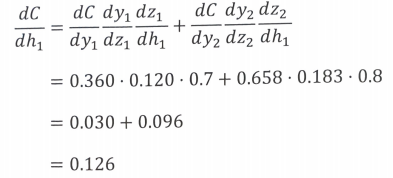 dC/dh₁ = dC/dy₁ dy₁/dz₁ dz₁/dh₁ + dC/dy₂ dy₂/dz₂ dz₂/dh₁
= 0.360 · 0.120 · 0.7 + 0.658 · 0.183 · 0.8
= 0.030 + 0.096
= 0.126